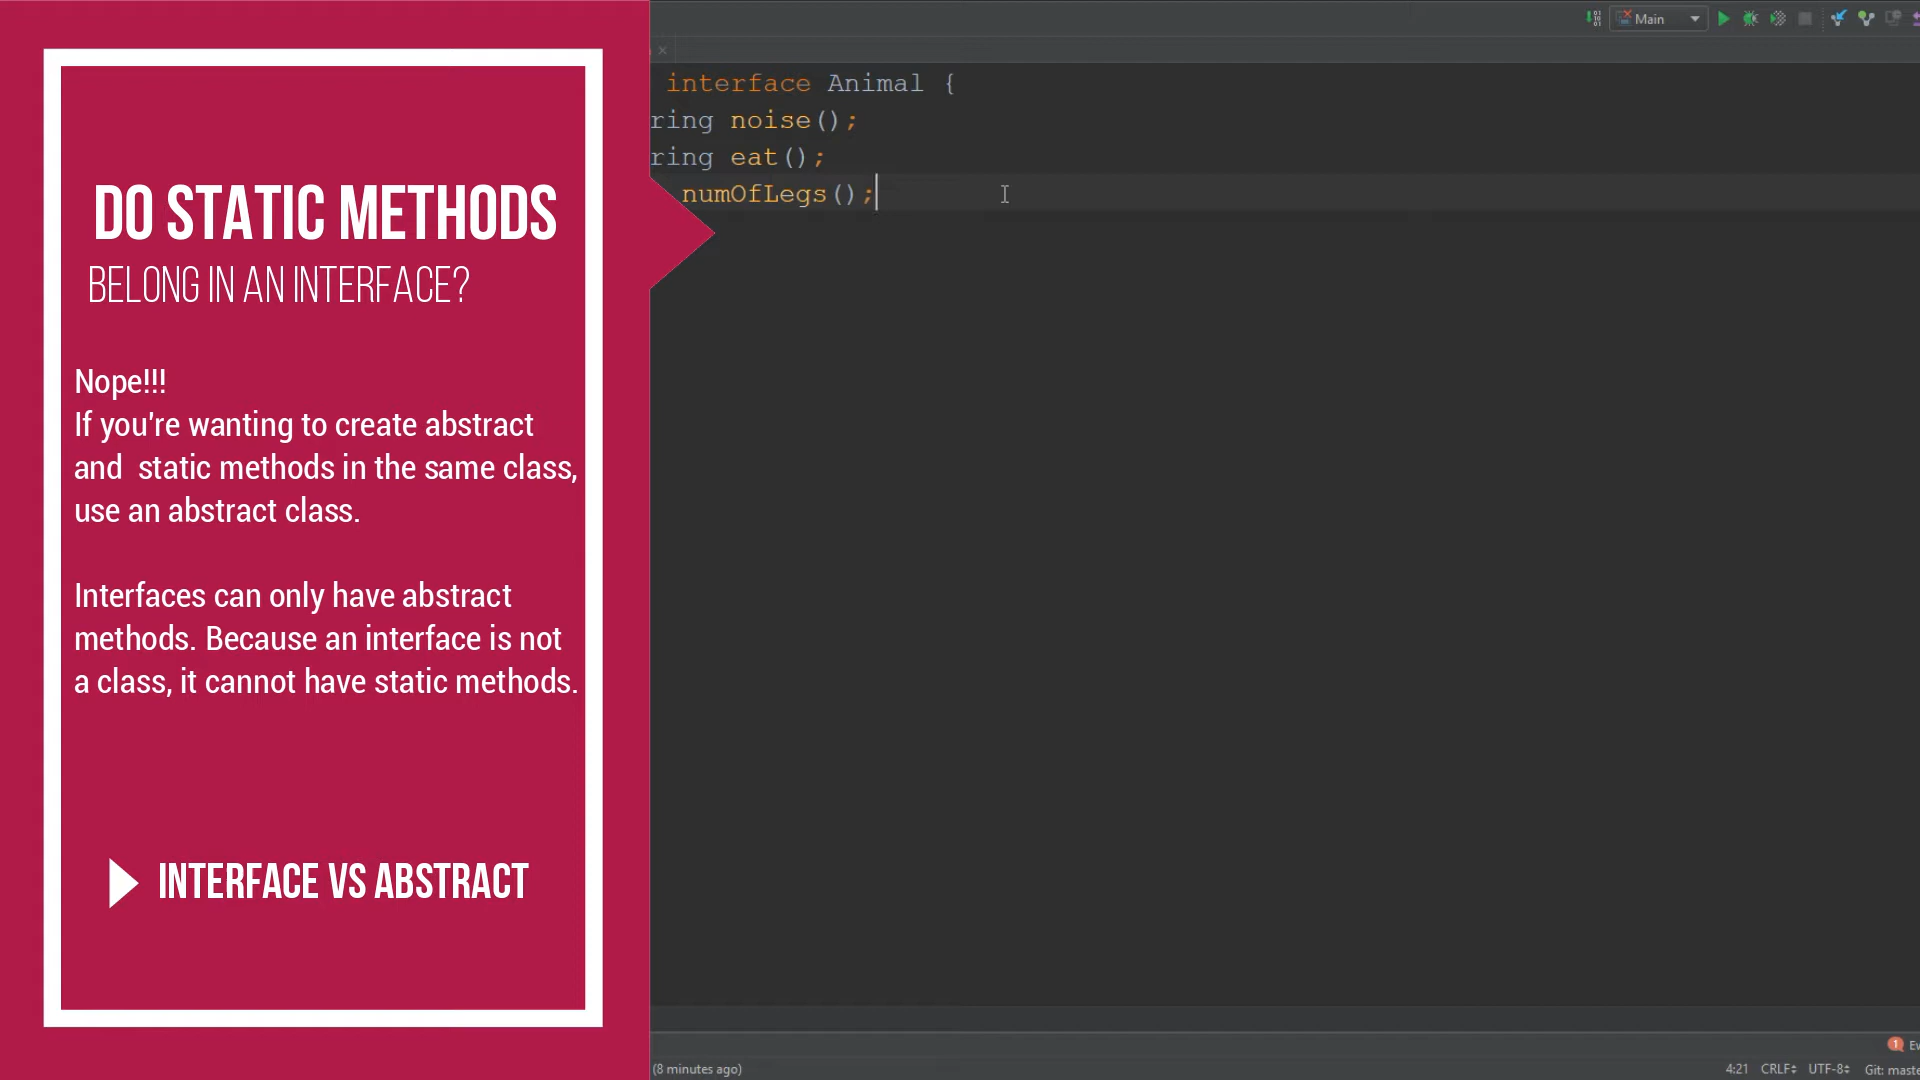 DO STATIC METHODS
BELONG IN AN INTERFACE?
Nope!!!
If you're wanting to create abstract
and static methods in the same class,
use an abstract class.
Interfaces can only have abstract
methods. Because an interface is not
a class, it cannot have static methods.
INTERFACE VS ABSTRACT
Main
interface Animal {
ring noise();
ring eat();
numOfLegs();
1 Ev
(8 minutes ago)
4:21 CRLF UTF-8 Git: maste